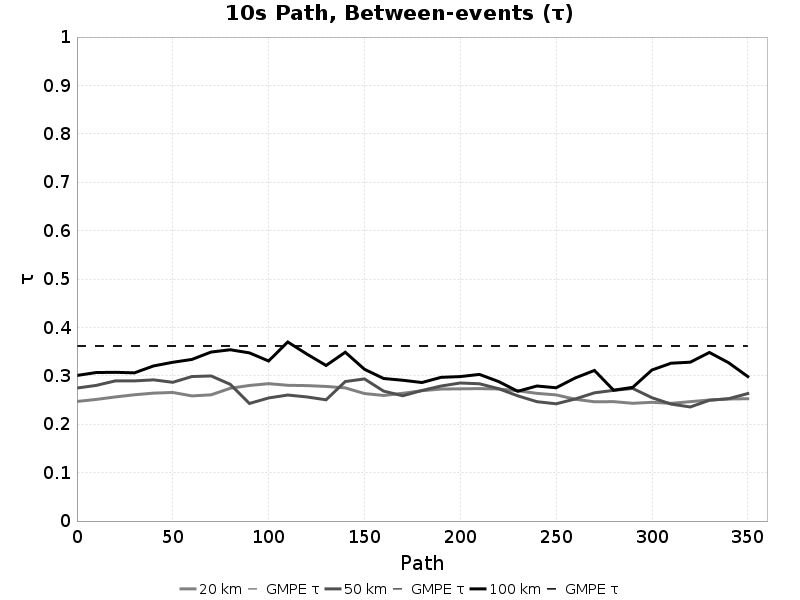 10s Path, Between-events (τ)
1
0.9
0.8
0.7
0.6
0.5
τ
0.4
0.3
0.2
0.1
0
0 50 100 150 200 250 300 350
Path
20 km GMPE τ 50 km GMPE τ 100 km GMPE τ